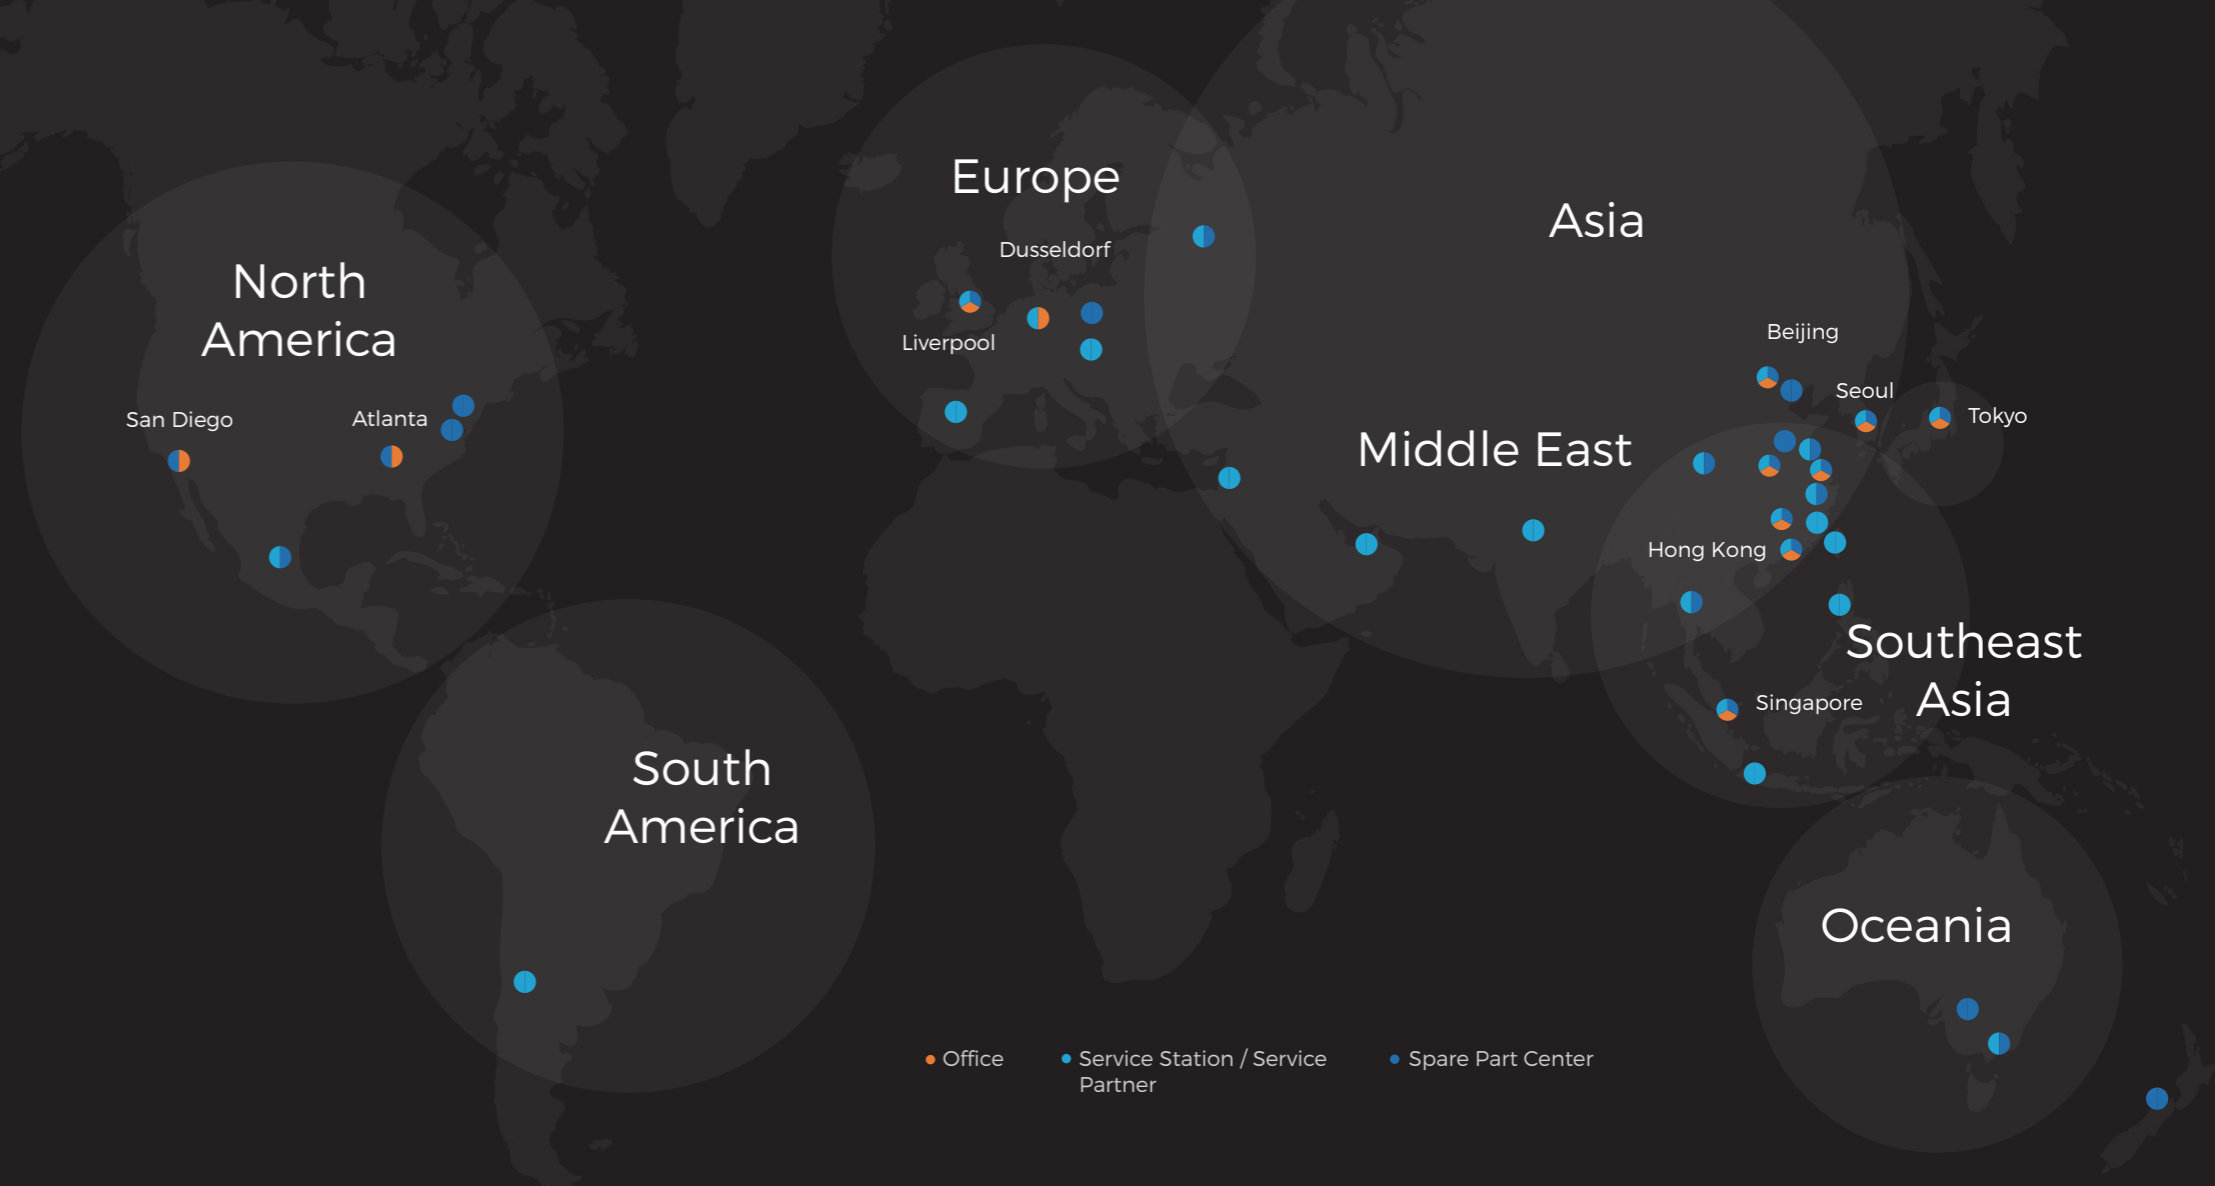 Europe
Asia
Dusseldorf
North
America
Liverpool
Beijing
Seoul
San Diego
Atlanta
Tokyo
Middle East
Hong Kong
Southeast
Asia
Singapore
South
America
Oceania
Office
Service Station / Service
Partner
Spare Part Center